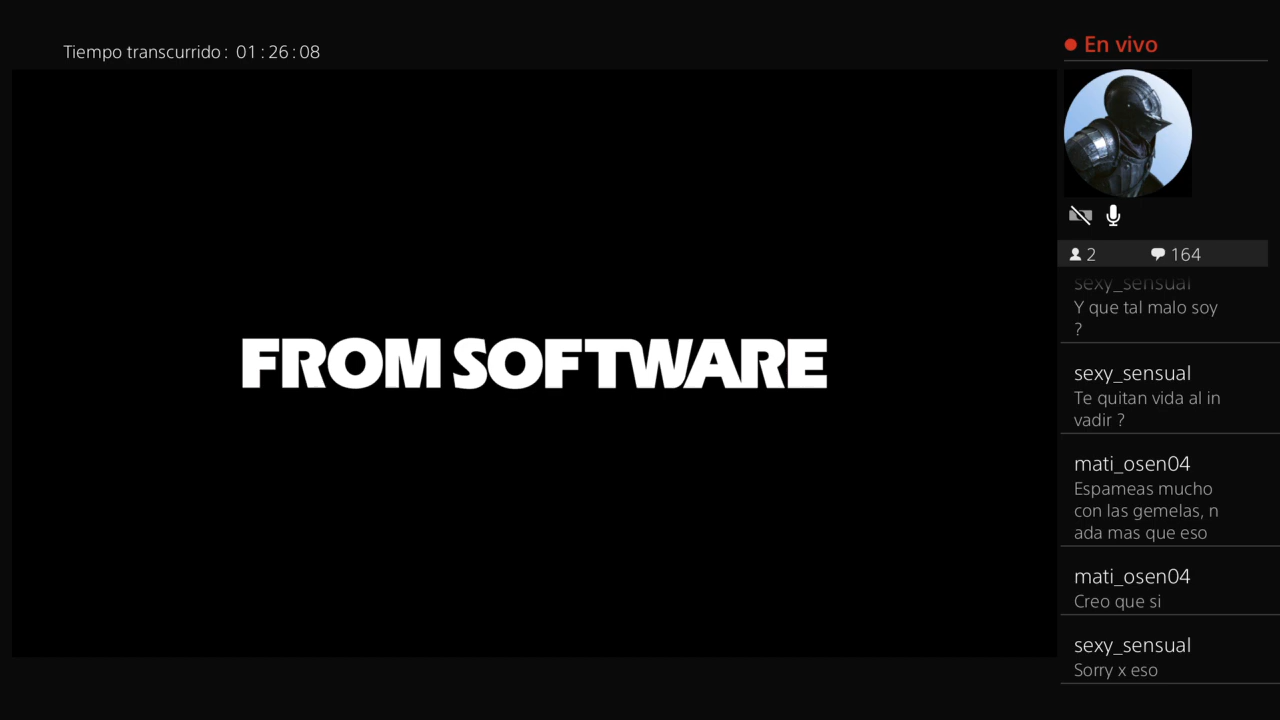 Tiempo transcurrido: 01:26:08
En vivo
2 164
FROM SOFTWARE
sexy_sensual
Y que tal malo soy
?
sexy_sensual
Te quitan vida al in
vadir ?
mati_osen04
Espameas mucho
con las gemelas, n
ada mas que eso
mati_osen04
Creo que si
sexy_sensual
Sorry x eso